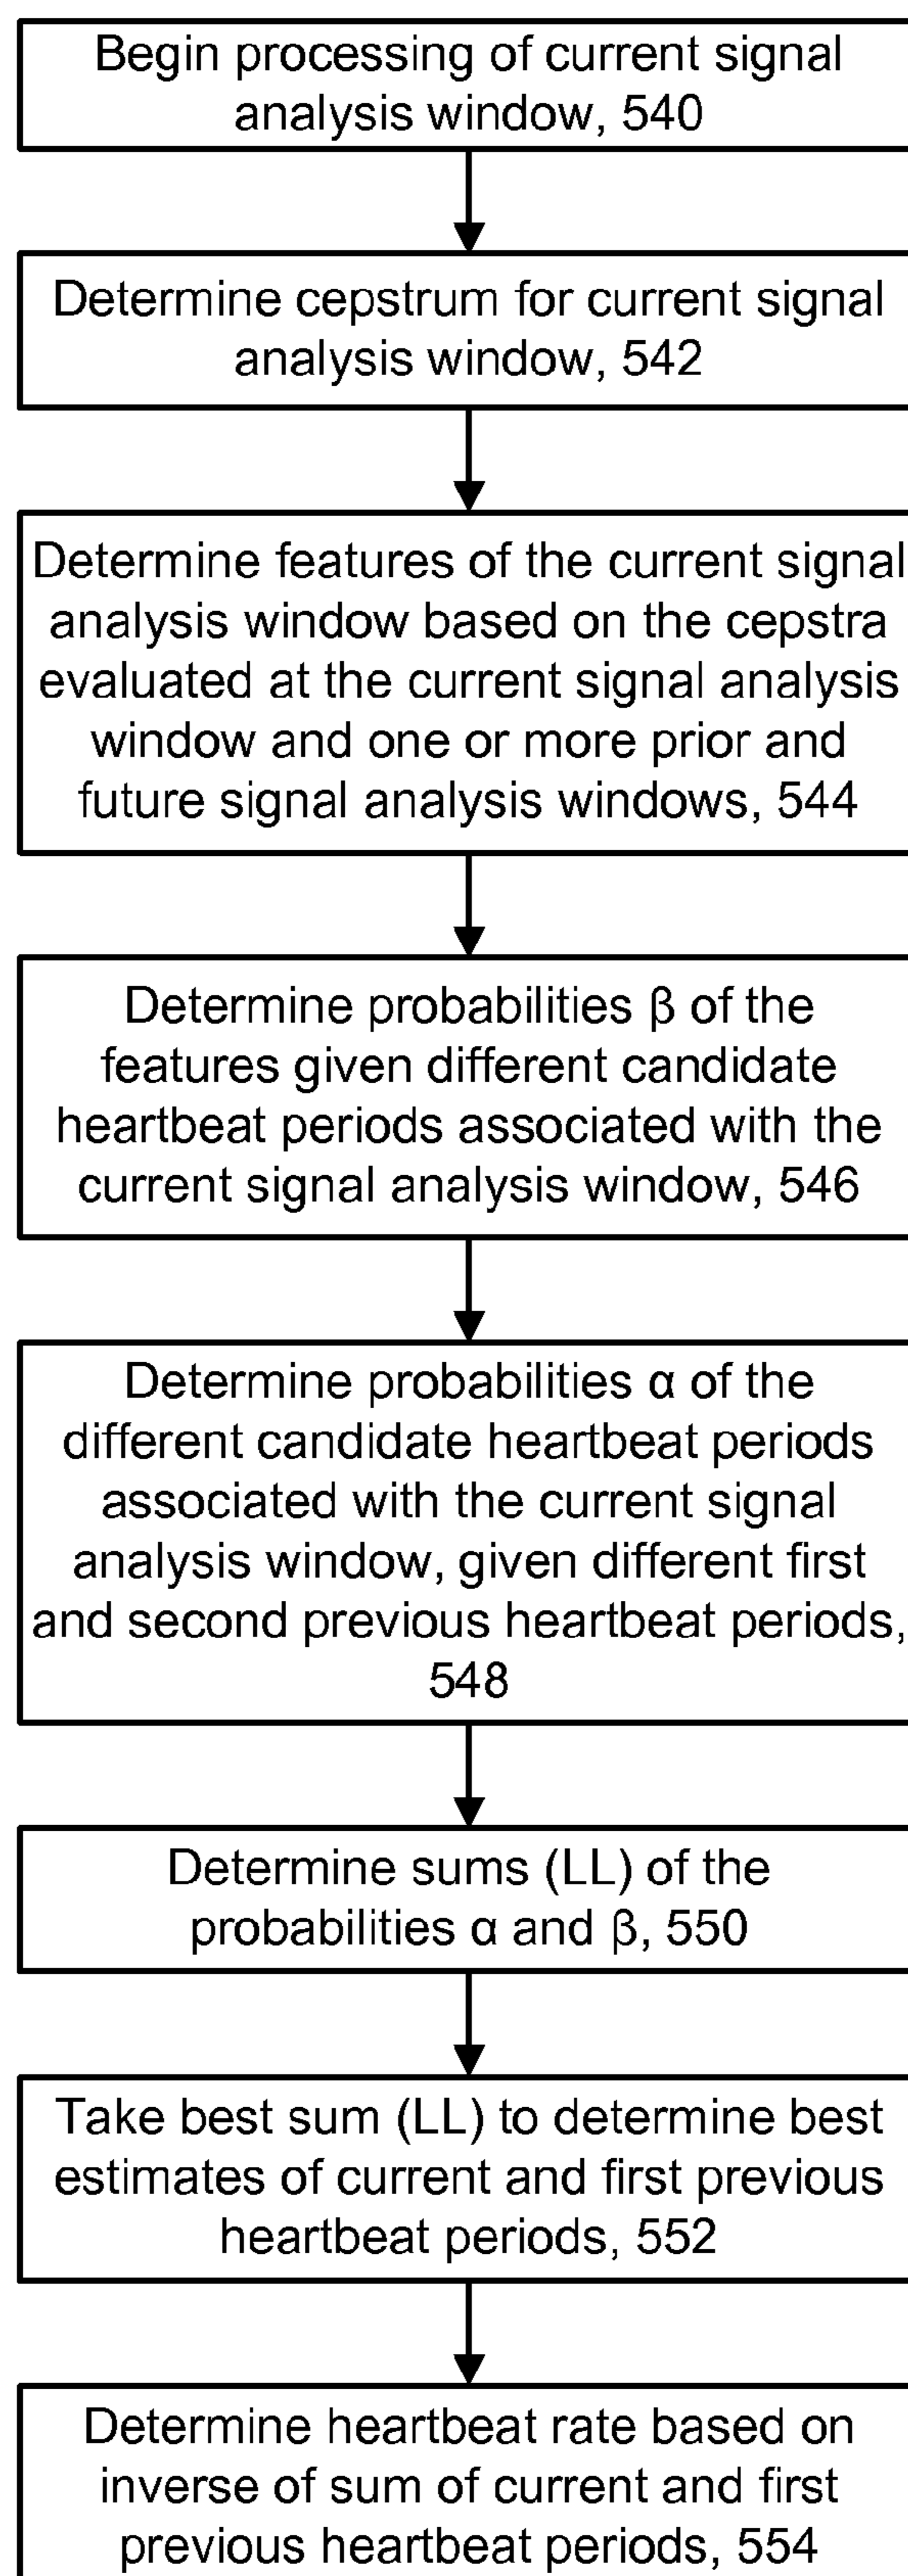 Begin processing of current signal
analysis window, 540
Determine cepstrum for current signal
analysis window, 542
Determine features of the current signal
analysis window based on the cepstra
evaluated at the current signal analysis
window and one or more prior and
future signal analysis windows, 544
Determine probabilities β of the
features given different candidate
heartbeat periods associated with the
current signal analysis window, 546
Determine probabilities α of the
different candidate heartbeat periods
associated with the current signal
analysis window, given different first
and second previous heartbeat periods,
548
Determine sums (LL) of the
probabilities α and β, 550
Take best sum (LL) to determine best
estimates of current and first previous
heartbeat periods, 552
Determine heartbeat rate based on
inverse of sum of current and first
previous heartbeat periods, 554